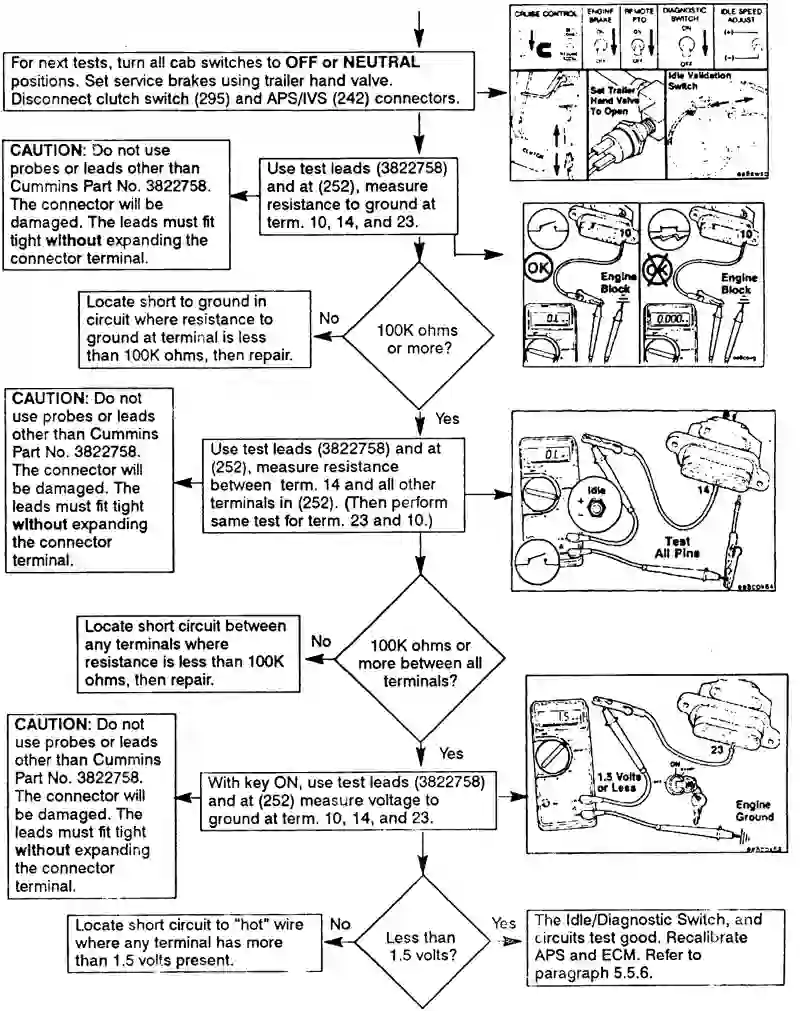 CRUISE CONTROL
ENGINE BRAKE
REMOTE PTO
DIAGNOSTIC SWITCH
IDLE SPEED ADJUST
ON
ON
ON
(+)
OFF
OFF
OFF
(–)
For next tests, turn all cab switches to OFF or NEUTRAL
positions. Set service brakes using trailer hand valve.
Disconnect clutch switch (295) and APS/IVS (242) connectors.
CLUTCH
Set Trailer
Hand Valve
To Open
Idle Validation
Switch
CAUTION: Do not use
probes or leads other than
Cummins Part No. 3822758.
The connector will be
damaged. The leads must fit
tight without expanding the
connector terminal.
Use test leads (3822758)
and at (252), measure
resistance to ground at
term. 10, 14, and 23.
10
OK
Engine
Block
0.L.
10
OK
Engine
Block
0.000
Locate short to ground in
circuit where resistance to
ground at terminal is less
than 100K ohms, then repair.
No
100K ohms
or more?
Yes
CAUTION: Do not
use probes or leads
other than Cummins
Part No. 3822758.
The connector will
be damaged. The
leads must fit tight
without expanding
the connector
terminal.
Use test leads (3822758) and at
(252), measure resistance
between term. 14 and all other
terminals in (252). (Then perform
same test for term. 23 and 10.)
0.L.
Idle
+
-
14
Test
All Pins
Locate short circuit between
any terminals where
resistance is less than 100K
ohms, then repair.
No
100K ohms or
more between all
terminals?
Yes
CAUTION: Do not
use probes or leads
other than Cummins
Part No. 3822758.
The connector will
be damaged. The
leads must fit tight
without expanding
the connector
terminal.
With key ON, use test leads (3822758)
and at (252) measure voltage to
ground at term. 10, 14, and 23.
1.5
23
ON
1.5 Volts
or Less
Engine
Ground
Locate short circuit to "hot" wire
where any terminal has more
than 1.5 volts present.
No
Less than
1.5 volts?
Yes
The Idle/Diagnostic Switch, and
circuits test good. Recalibrate
APS and ECM. Refer to
paragraph 5.5.6.